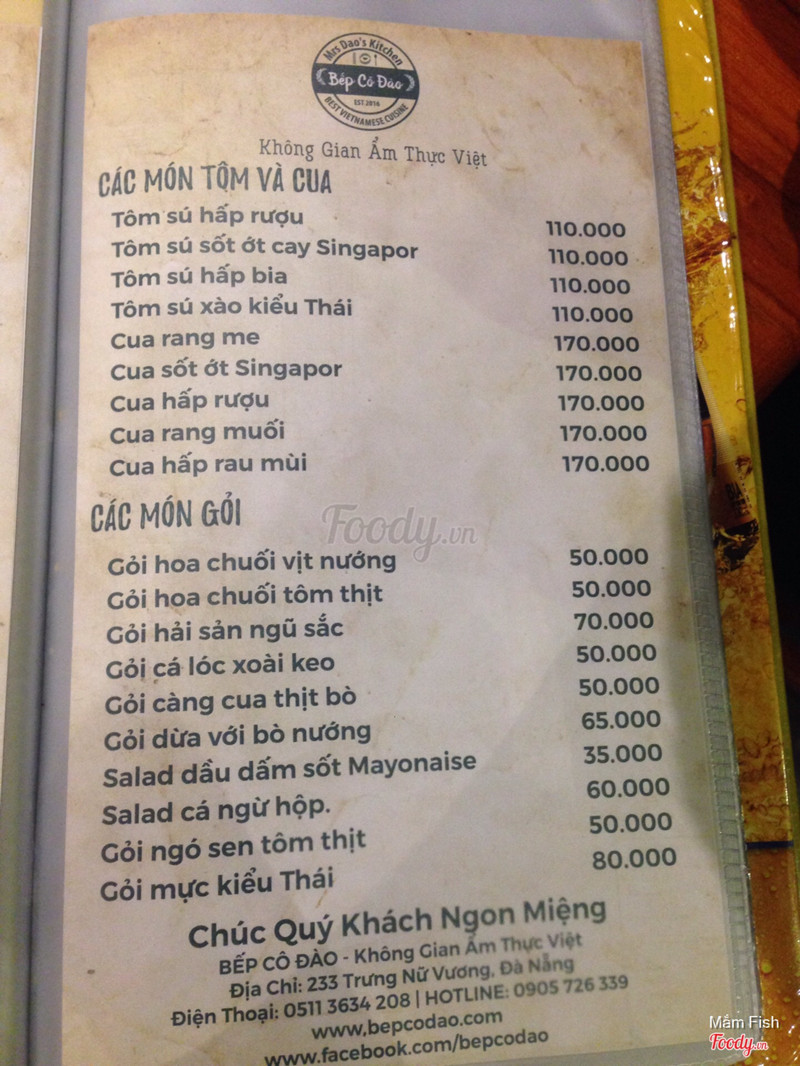 Mrs Dao's Kitchen
Bếp Cô Đào
EST.2016
BEST VIETNAMESE CUISINE
Không Gian Ẩm Thực Việt
CÁC MÓN TÔM VÀ CUA
Tôm sú hấp rượu 110.000
Tôm sú sốt ớt cay Singapor 110.000
Tôm sú hấp bia 110.000
Tôm sú xào kiểu Thái 110.000
Cua rang me 170.000
Cua sốt ớt Singapor 170.000
Cua hấp rượu 170.000
Cua rang muối 170.000
Cua hấp rau mùi 170.000
CÁC MÓN GỎI
Gỏi hoa chuối vịt nướng 50.000
Gỏi hoa chuối tôm thịt 50.000
Gỏi hải sản ngũ sắc 70.000
Gỏi cá lóc xoài keo 50.000
Gỏi càng cua thịt bò 50.000
Gỏi dừa với bò nướng 65.000
Salad dầu dấm sốt Mayonaise 35.000
Salad cá ngừ hộp. 60.000
Gỏi ngó sen tôm thịt 50.000
Gỏi mực kiểu Thái 80.000
Chúc Quý Khách Ngon Miệng
BẾP CÔ ĐÀO - Không Gian Ẩm Thực Việt
Địa Chỉ: 233 Trưng Nữ Vương, Đà Nẵng
Điện Thoại: 0511 3634 208 | HOTLINE: 0905 726 339
www.bepcodao.com
www.facebook.com/bepcodao
Foody.vn
Mắm Fish
Foody.vn